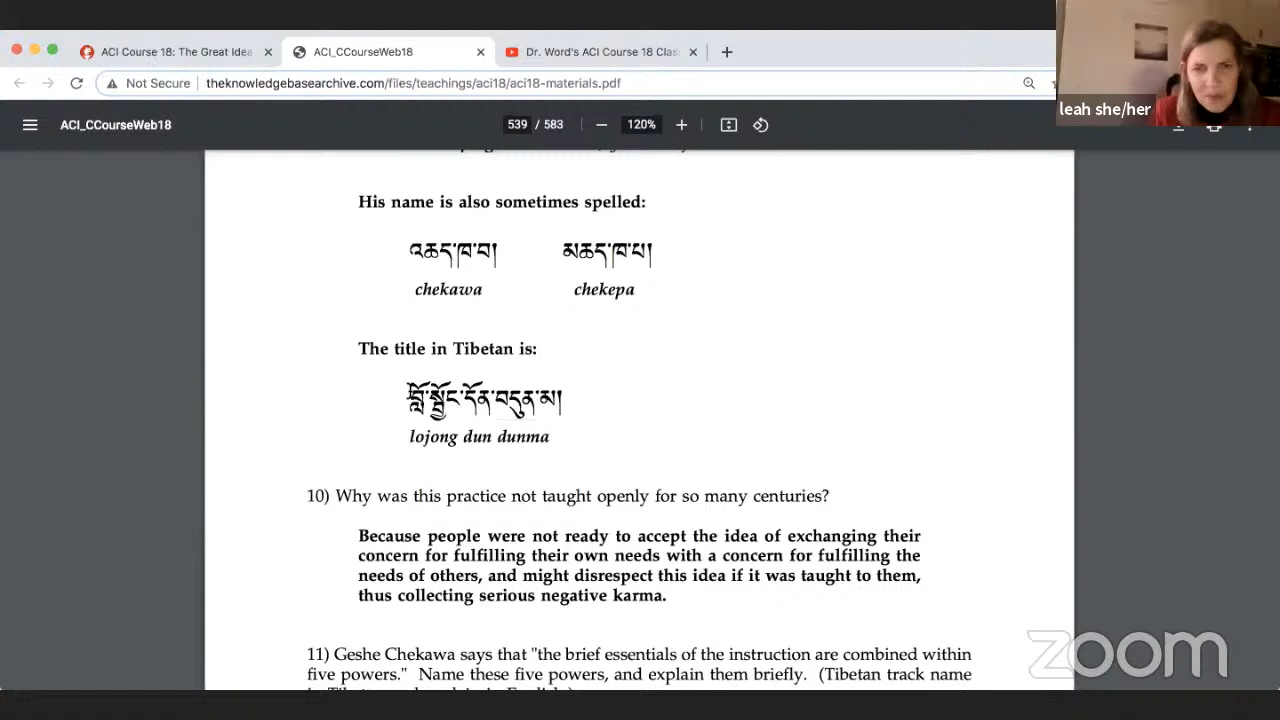 leah she/her
ACI Course 18: The Great Idea
ACI_CCourseWeb18
Dr. Word's ACI Course 18 Clas
Not Secure theknowledgebasearchive.com/files/teachings/aci18/aci18-materials.pdf
ACI_CCourseWeb18
539 / 583
120%
His name is also sometimes spelled:
འཆད་ཁ་བ། མཆད་ཁ་པ།
chekawa chekepa
The title in Tibetan is:
བློ་སྦྱོང་དོན་བདུན་མ།
lojong dun dunma
10) Why was this practice not taught openly for so many centuries?
Because people were not ready to accept the idea of exchanging their
concern for fulfilling their own needs with a concern for fulfilling the
needs of others, and might disrespect this idea if it was taught to them,
thus collecting serious negative karma.
11) Geshe Chekawa says that "the brief essentials of the instruction are combined within
five powers." Name these five powers, and explain them briefly. (Tibetan track name
zoom